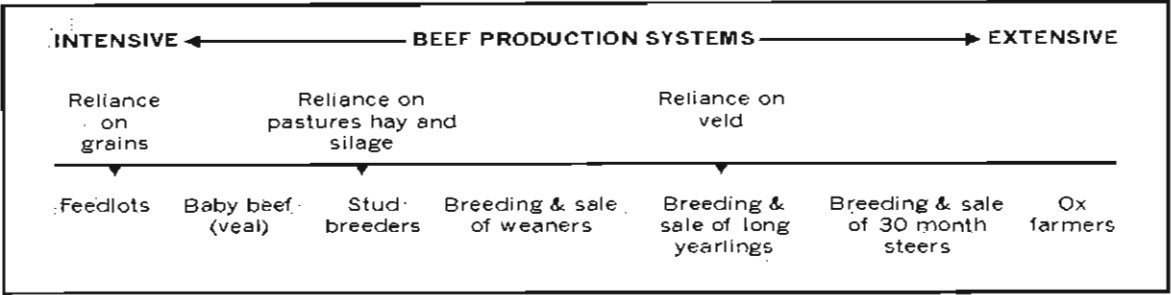 INTENSIVE BEEF PRODUCTION SYSTEMS EXTENSIVE
Reliance on grains
Reliance on pastures hay and silage
Reliance on veld
Feedlots
Baby beef (veal)
Stud breeders
Breeding & sale of weaners
Breeding & sale of long yearlings
Breeding & sale of 30 month steers
Ox farmers